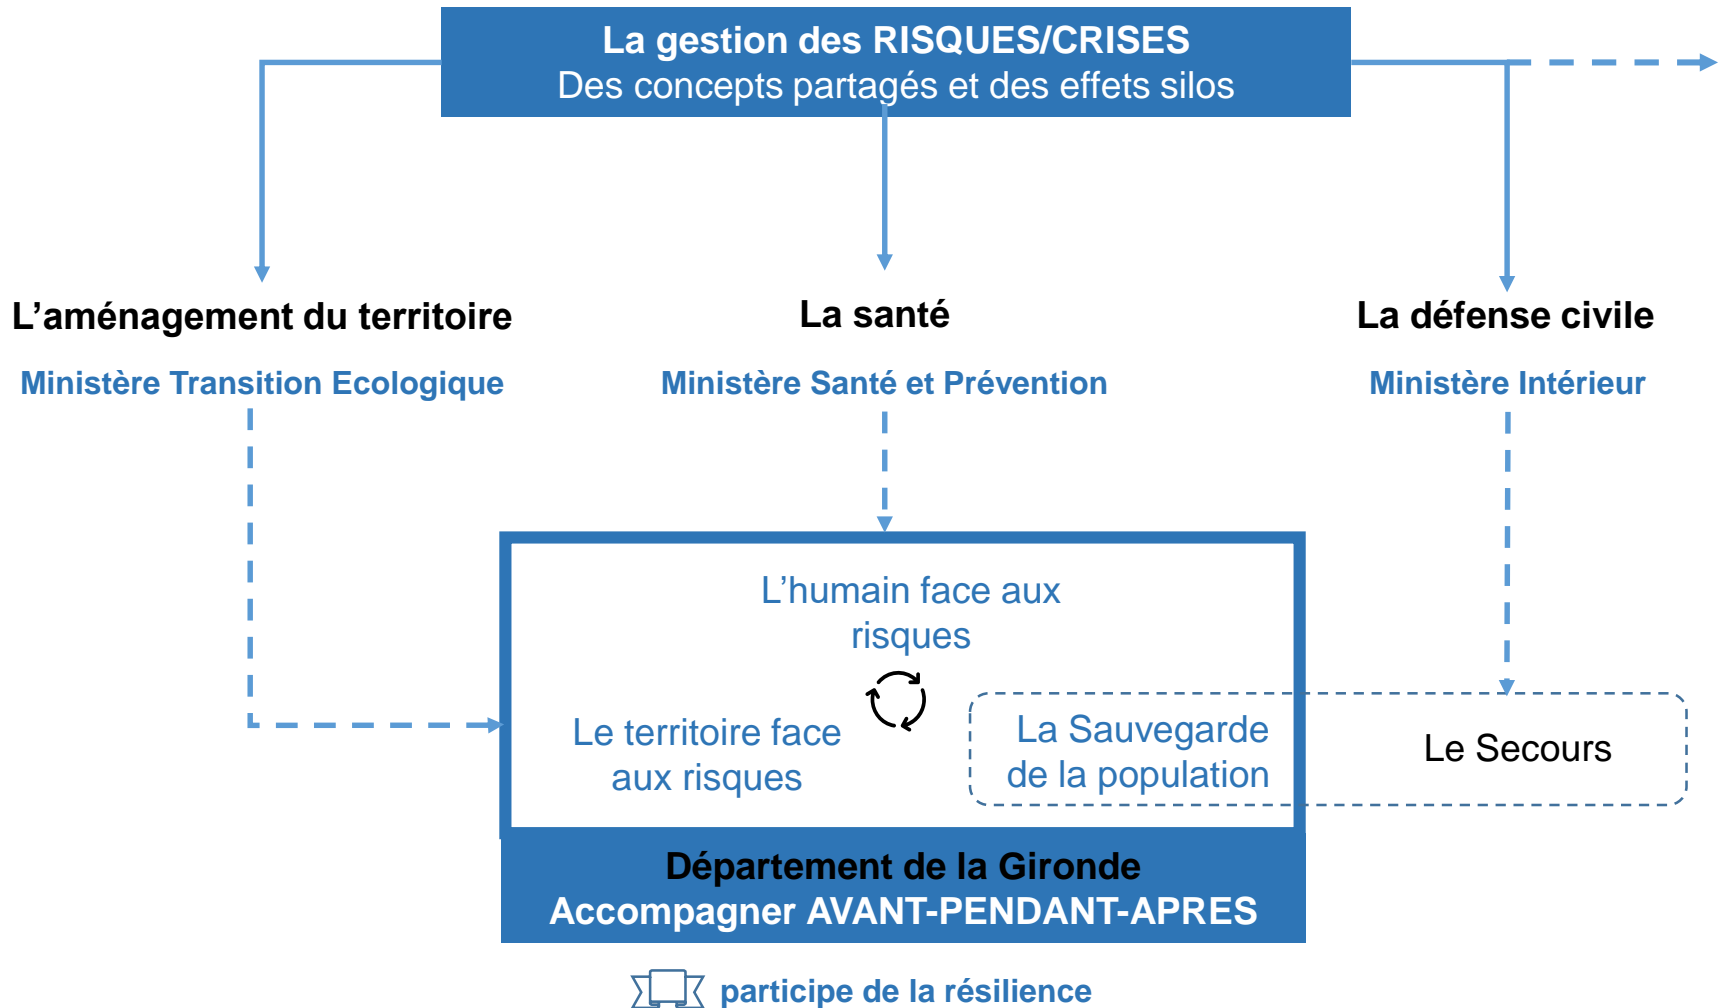 La gestion des RISQUES/CRISES
Des concepts partagés et des effets silos
L’aménagement du territoire
Ministère Transition Ecologique
La santé
Ministère Santé et Prévention
La défense civile
Ministère Intérieur
L’humain face aux
risques
Le territoire face
aux risques
La Sauvegarde
de la population
Le Secours
Département de la Gironde
Accompagner AVANT-PENDANT-APRES
participe de la résilience